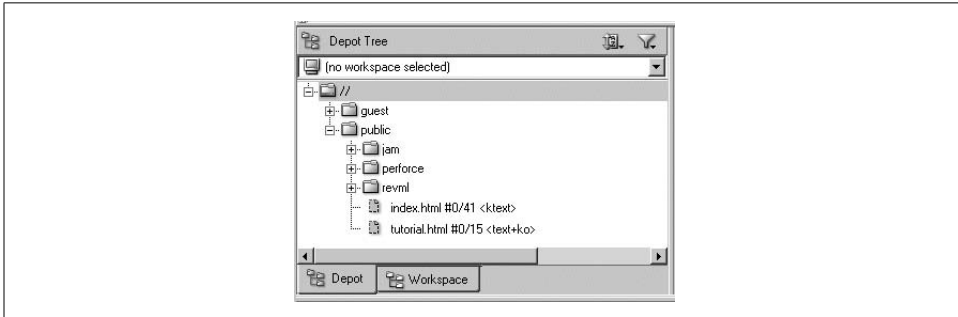 Depot Tree
(no workspace selected)
//
guest
public
jam
perforce
revml
index.html #0/41 <ktext>
tutorial.html #0/15 <text+ko>
Depot Workspace